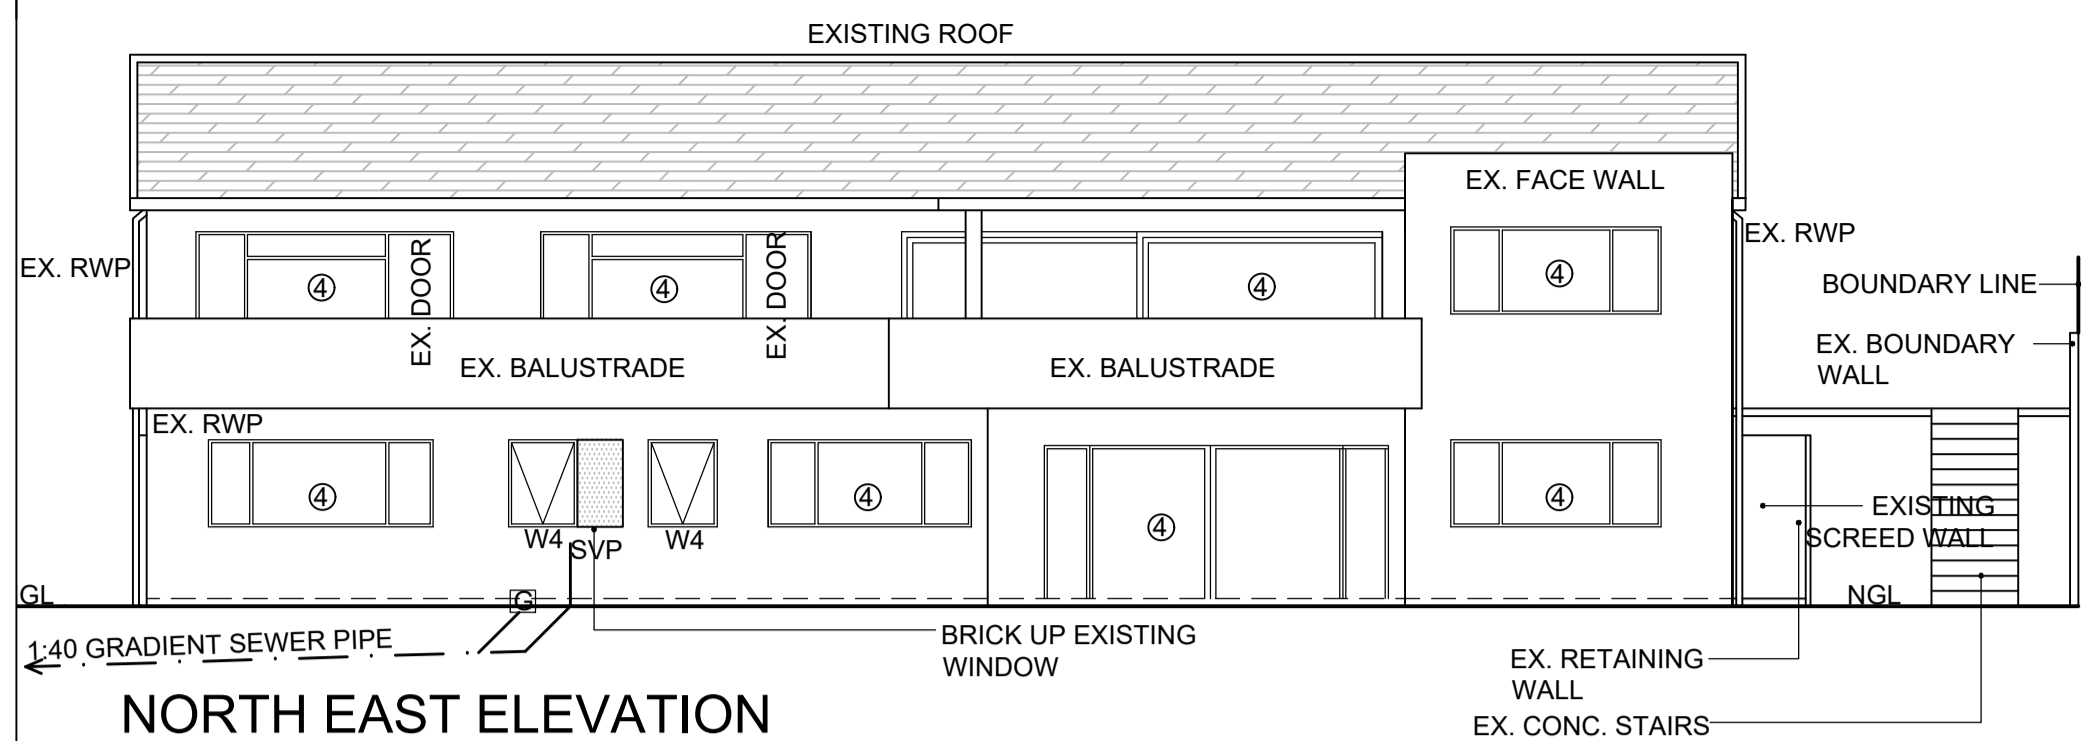 EXISTING ROOF
EX. FACE WALL
EX. RWP
EX. RWP
EX. DOOR
EX. DOOR
④
④
④
④
BOUNDARY LINE
EX. BOUNDARY
WALL
EX. BALUSTRADE
EX. BALUSTRADE
EX. RWP
④
④
④
④
W4
SVP
W4
EXISTING
SCREED WALL
GL
G
NGL
1:40 GRADIENT SEWER PIPE
BRICK UP EXISTING
WINDOW
EX. RETAINING
WALL
EX. CONC. STAIRS
NORTH EAST ELEVATION